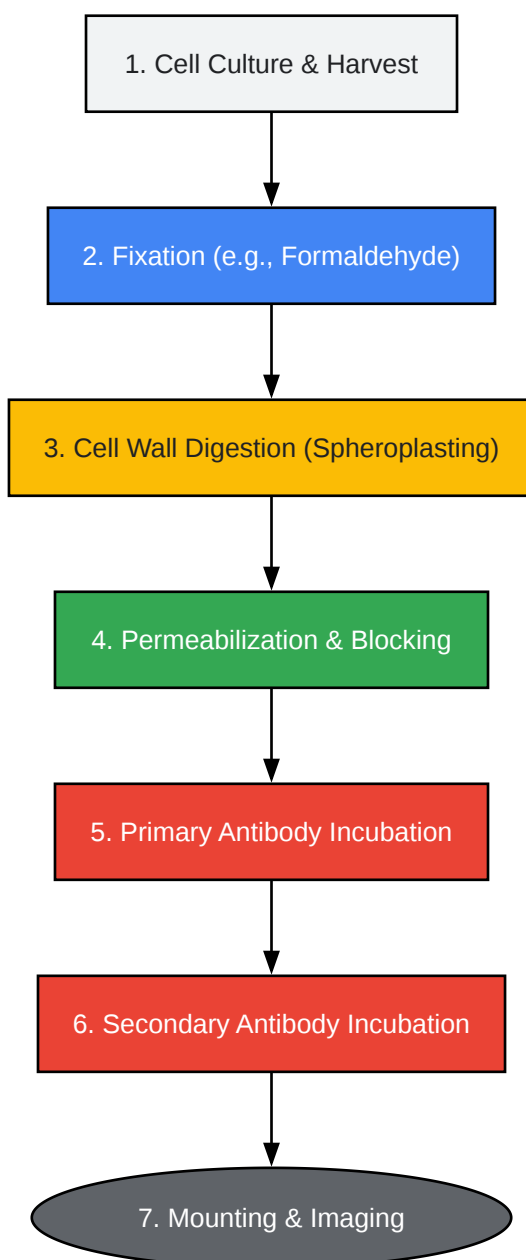 1. Cell Culture & Harvest
2. Fixation (e.g., Formaldehyde)
3. Cell Wall Digestion (Spheroplasting)
4. Permeabilization & Blocking
5. Primary Antibody Incubation
6. Secondary Antibody Incubation
7. Mounting & Imaging